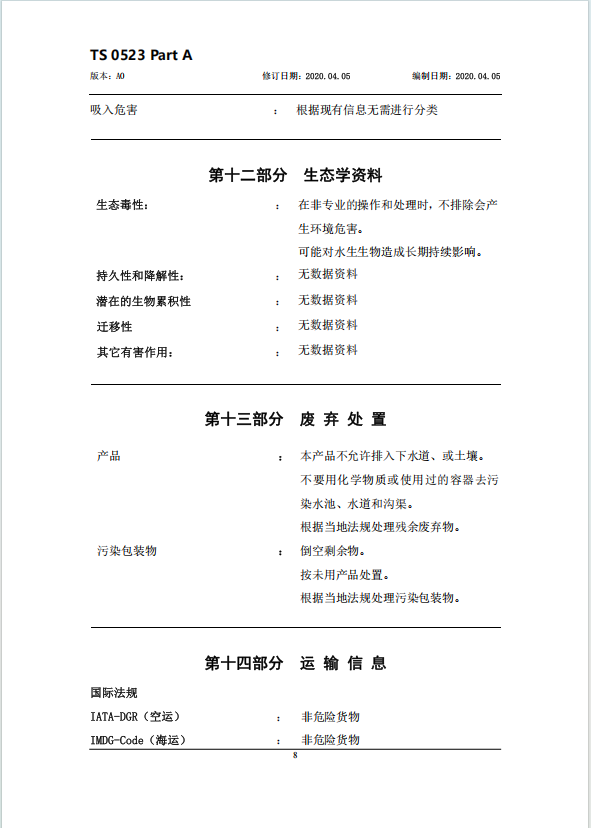 TS 0523 Part A
版本：A0 修订日期：2020.04.05 编制日期：2020.04.05
吸入危害 ： 根据现有信息无需进行分类
第十二部分 生态学资料
生态毒性： ： 在非专业的操作和处理时，不排除会产
生环境危害。
可能对水生生物造成长期持续影响。
持久性和降解性： ： 无数据资料
潜在的生物累积性 ： 无数据资料
迁移性 ： 无数据资料
其它有害作用： ： 无数据资料
第十三部分 废 弃 处 置
产品 ： 本产品不允许排入下水道、或土壤。
不要用化学物质或使用过的容器去污
染水池、水道和沟渠。
根据当地法规处理残余废弃物。
污染包装物 ： 倒空剩余物。
按未用产品处置。
根据当地法规处理污染包装物。
第十四部分 运 输 信 息
国际法规
IATA-DGR（空运） ： 非危险货物
IMDG-Code（海运） ： 非危险货物
8